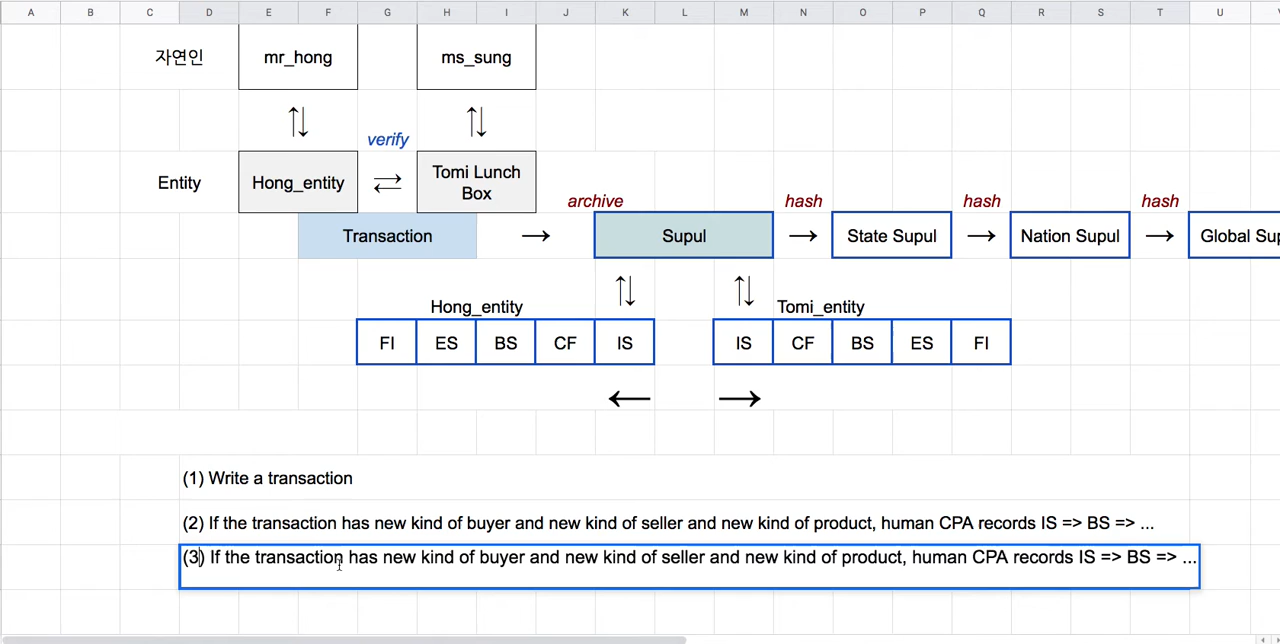 A B C D E F G H I J K L M N O P Q R S T U
자연인 mr_hong ms_sung
verify
Entity Hong_entity Tomi Lunch
Box
archive hash hash hash
Transaction Supul State Supul Nation Supul Global Sup
Hong_entity Tomi_entity
FI ES BS CF IS IS CF BS ES FI
(1) Write a transaction
(2) If the transaction has new kind of buyer and new kind of seller and new kind of product, human CPA records IS => BS => ...
(3) If the transaction has new kind of buyer and new kind of seller and new kind of product, human CPA records IS => BS => ...